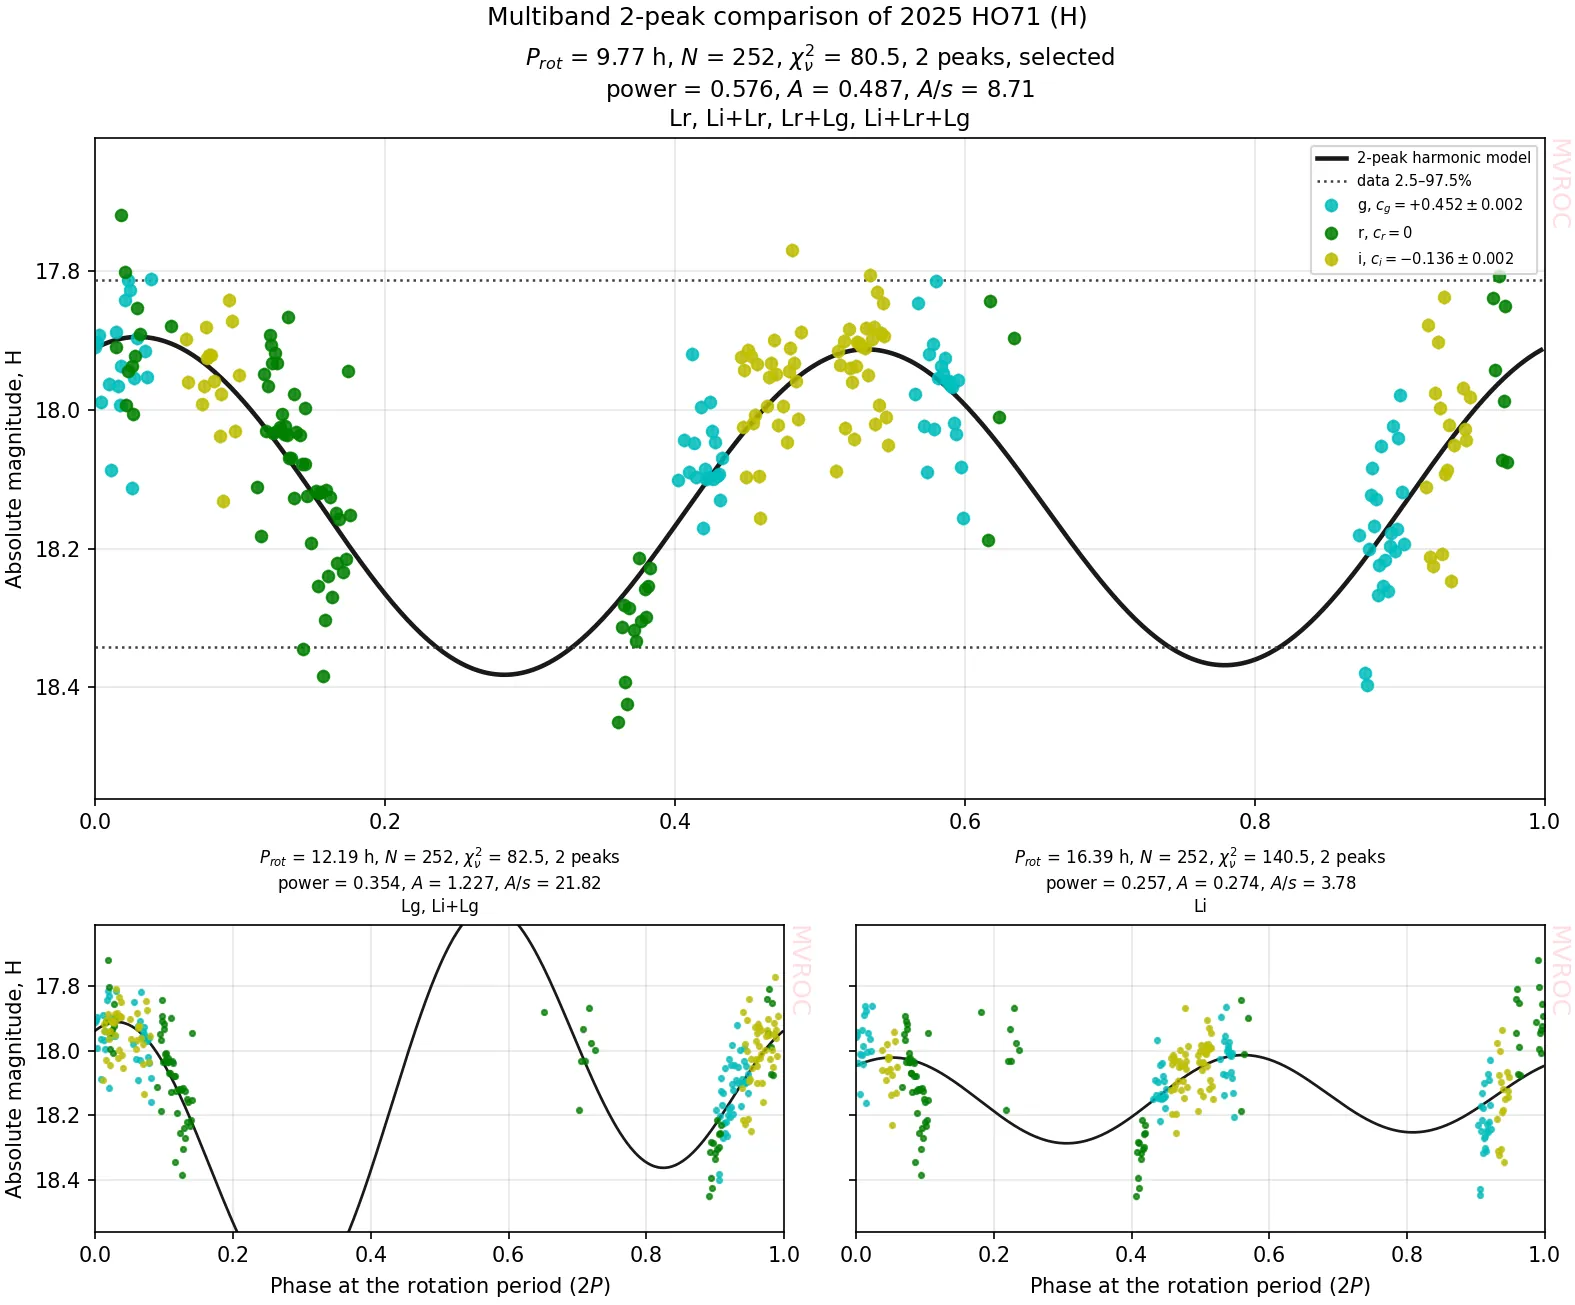 Multiband 2-peak comparison of 2025 HO71 (H)
P_rot = 9.77 h, N = 252, χ²_ν = 80.5, 2 peaks, selected
power = 0.576, A = 0.487, A/s = 8.71
Lr, Li+Lr, Lr+Lg, Li+Lr+Lg
2-peak harmonic model
data 2.5–97.5%
g, c_g = +0.452 ± 0.002
r, c_r = 0
i, c_i = −0.136 ± 0.002
MVROC
Absolute magnitude, H
17.8
18.0
18.2
18.4
0.0 0.2 0.4 0.6 0.8 1.0
P_rot = 12.19 h, N = 252, χ²_ν = 82.5, 2 peaks
power = 0.354, A = 1.227, A/s = 21.82
Lg, Li+Lg
MVROC
Absolute magnitude, H
17.8
18.0
18.2
18.4
0.0 0.2 0.4 0.6 0.8 1.0
Phase at the rotation period (2P)
P_rot = 16.39 h, N = 252, χ²_ν = 140.5, 2 peaks
power = 0.257, A = 0.274, A/s = 3.78
Li
MVROC
0.0 0.2 0.4 0.6 0.8 1.0
Phase at the rotation period (2P)